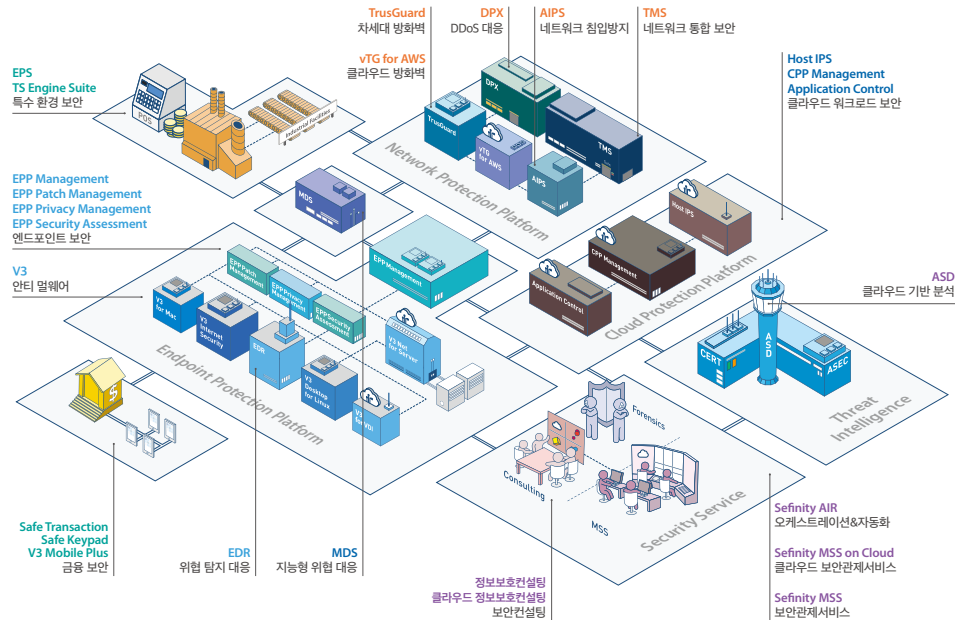 TrusGuard
차세대 방화벽
DPX
DDoS 대응
AIPS
네트워크 침입방지
TMS
네트워크 통합 보안
vTG for AWS
클라우드 방화벽
Host IPS
CPP Management
Application Control
클라우드 워크로드 보안
EPS
TS Engine Suite
특수 환경 보안
POS
Industrial Facilities
DPX
TrusGuard
TMS
vTG
for AWS
AIPS
Network Protection Platform
EPP Management
EPP Patch Management
EPP Privacy Management
EPP Security Assessment
엔드포인트 보안
MDS
Host IPS
CPP Management
Application Control
Cloud Protection Platform
V3
안티 멀웨어
EPP Patch
Management
EPP Privacy
Management
EPP Security
Assessment
EPP Management
V3
for Mac
V3
Internet
Security
EDR
V3
Desktop
for Linux
V3
for VDI
V3 Net
for Server
Endpoint Protection Platform
ASD
클라우드 기반 분석
CERT
ASD
ASEC
Threat
Intelligence
Forensics
Consulting
MSS
Security Service
Safe Transaction
Safe Keypad
V3 Mobile Plus
금융 보안
EDR
위협 탐지 대응
MDS
지능형 위협 대응
정보보호컨설팅
클라우드 정보보호컨설팅
보안컨설팅
Sefinity AIR
오케스트레이션&자동화
Sefinity MSS on Cloud
클라우드 보안관제서비스
Sefinity MSS
보안관제서비스